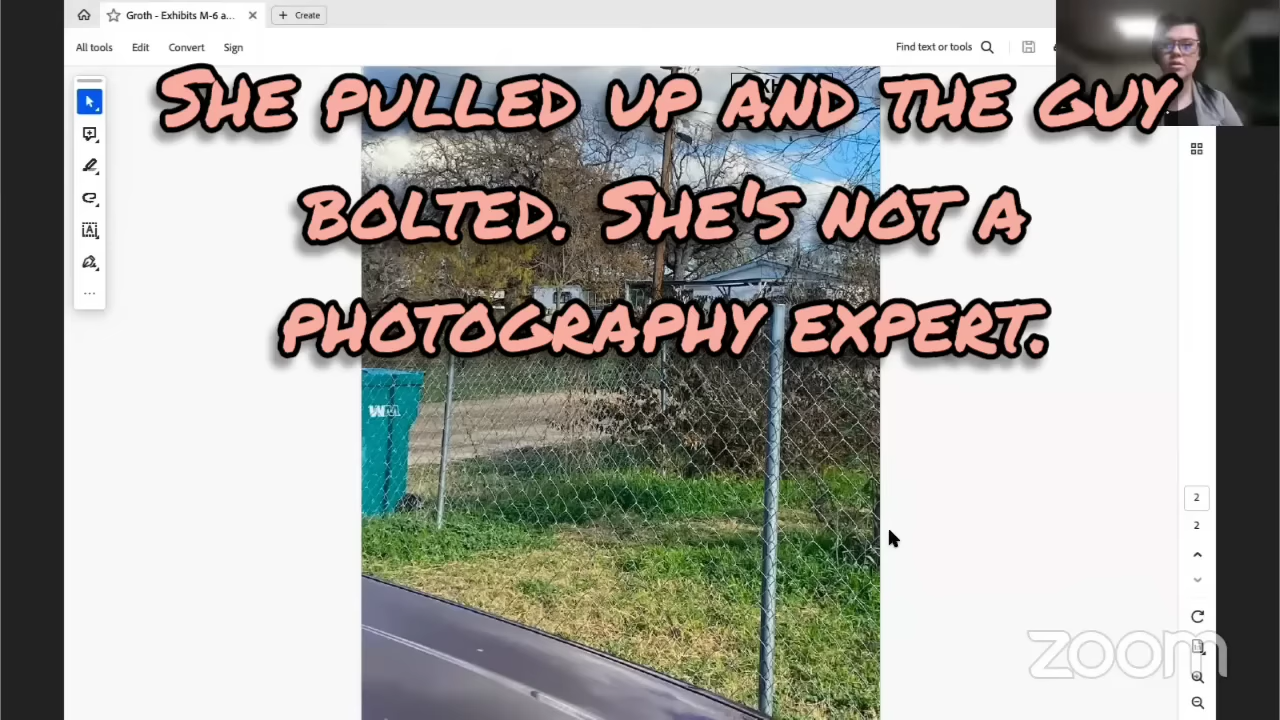 Groth - Exhibits M-6 a...
Create
All tools
Edit
Convert
Sign
Find text or tools
She pulled up and the guy
bolted. She's not a
photography expert.
WM
2
2
zoom